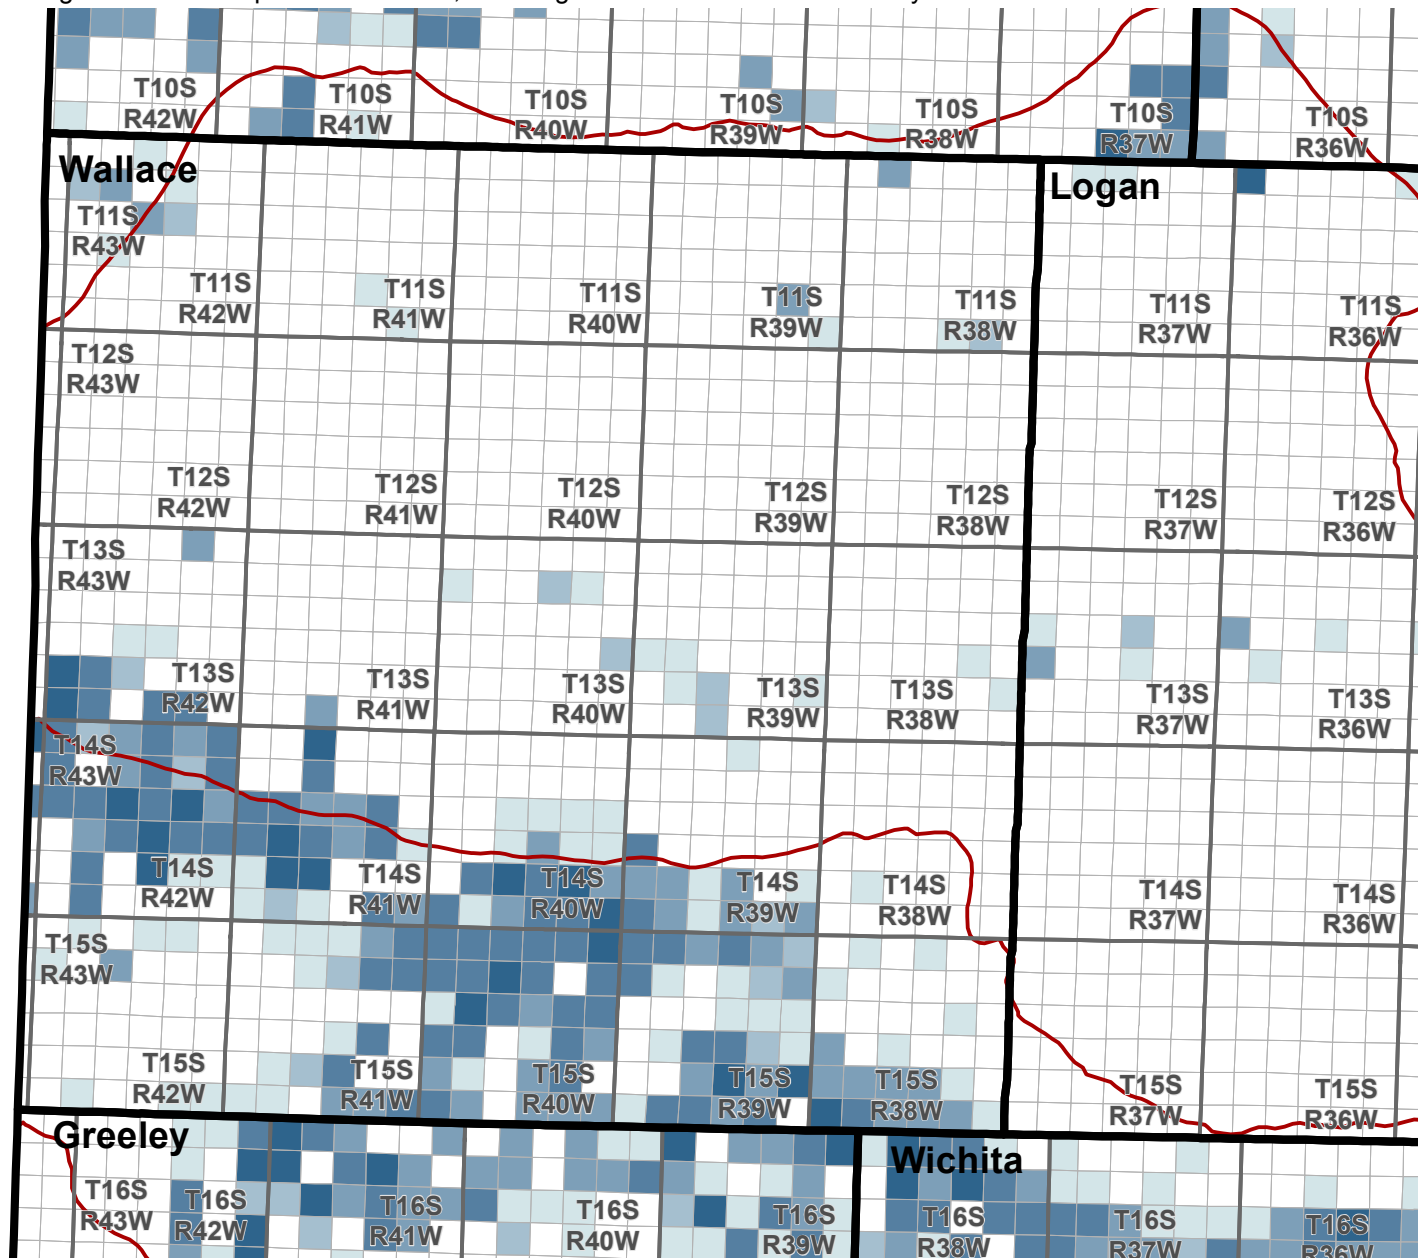 T10S
R42W
T10S
R41W
T10S
R40W
T10S
R39W
T10S
R38W
T10S
R37W
T10S
R36W
Wallace
Logan
T11S
R43W
T11S
R42W
T11S
R41W
T11S
R40W
T11S
R39W
T11S
R38W
T11S
R37W
T11S
R36W
T12S
R43W
T12S
R42W
T12S
R41W
T12S
R40W
T12S
R39W
T12S
R38W
T12S
R37W
T12S
R36W
T13S
R43W
T13S
R42W
T13S
R41W
T13S
R40W
T13S
R39W
T13S
R38W
T13S
R37W
T13S
R36W
T14S
R43W
T14S
R42W
T14S
R41W
T14S
R40W
T14S
R39W
T14S
R38W
T14S
R37W
T14S
R36W
T15S
R43W
T15S
R42W
T15S
R41W
T15S
R40W
T15S
R39W
T15S
R38W
T15S
R37W
T15S
R36W
Greeley
Wichita
T16S
R43W
T16S
R42W
T16S
R41W
T16S
R40W
T16S
R39W
T16S
R38W
T16S
R37W
T16S
R36W